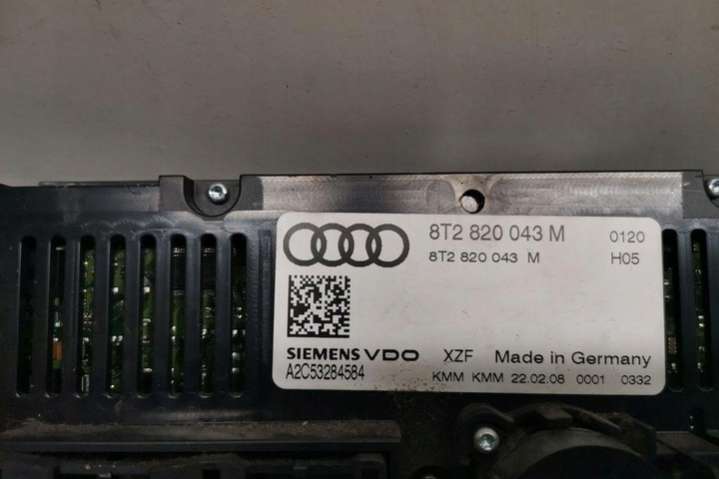 8T2 820 043 M 0120
8T2 820 043 M H05
SIEMENS VDO XZF Made in Germany
A2C53284584 KMM KMM 22.02.08 0001 0332